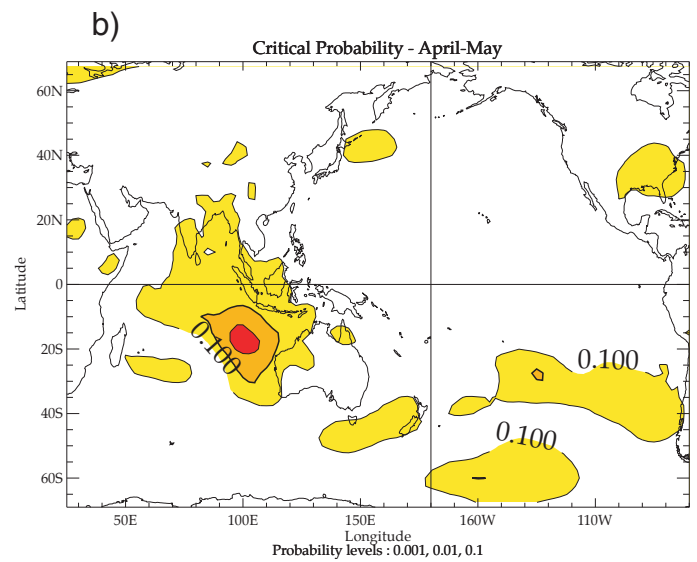 b)
Critical Probability - April-May
60N
40N
20N
0
20S
40S
60S
Latitude
0.100
0.100
0.100
50E 100E 150E 160W 110W
Longitude
Probability levels : 0.001, 0.01, 0.1